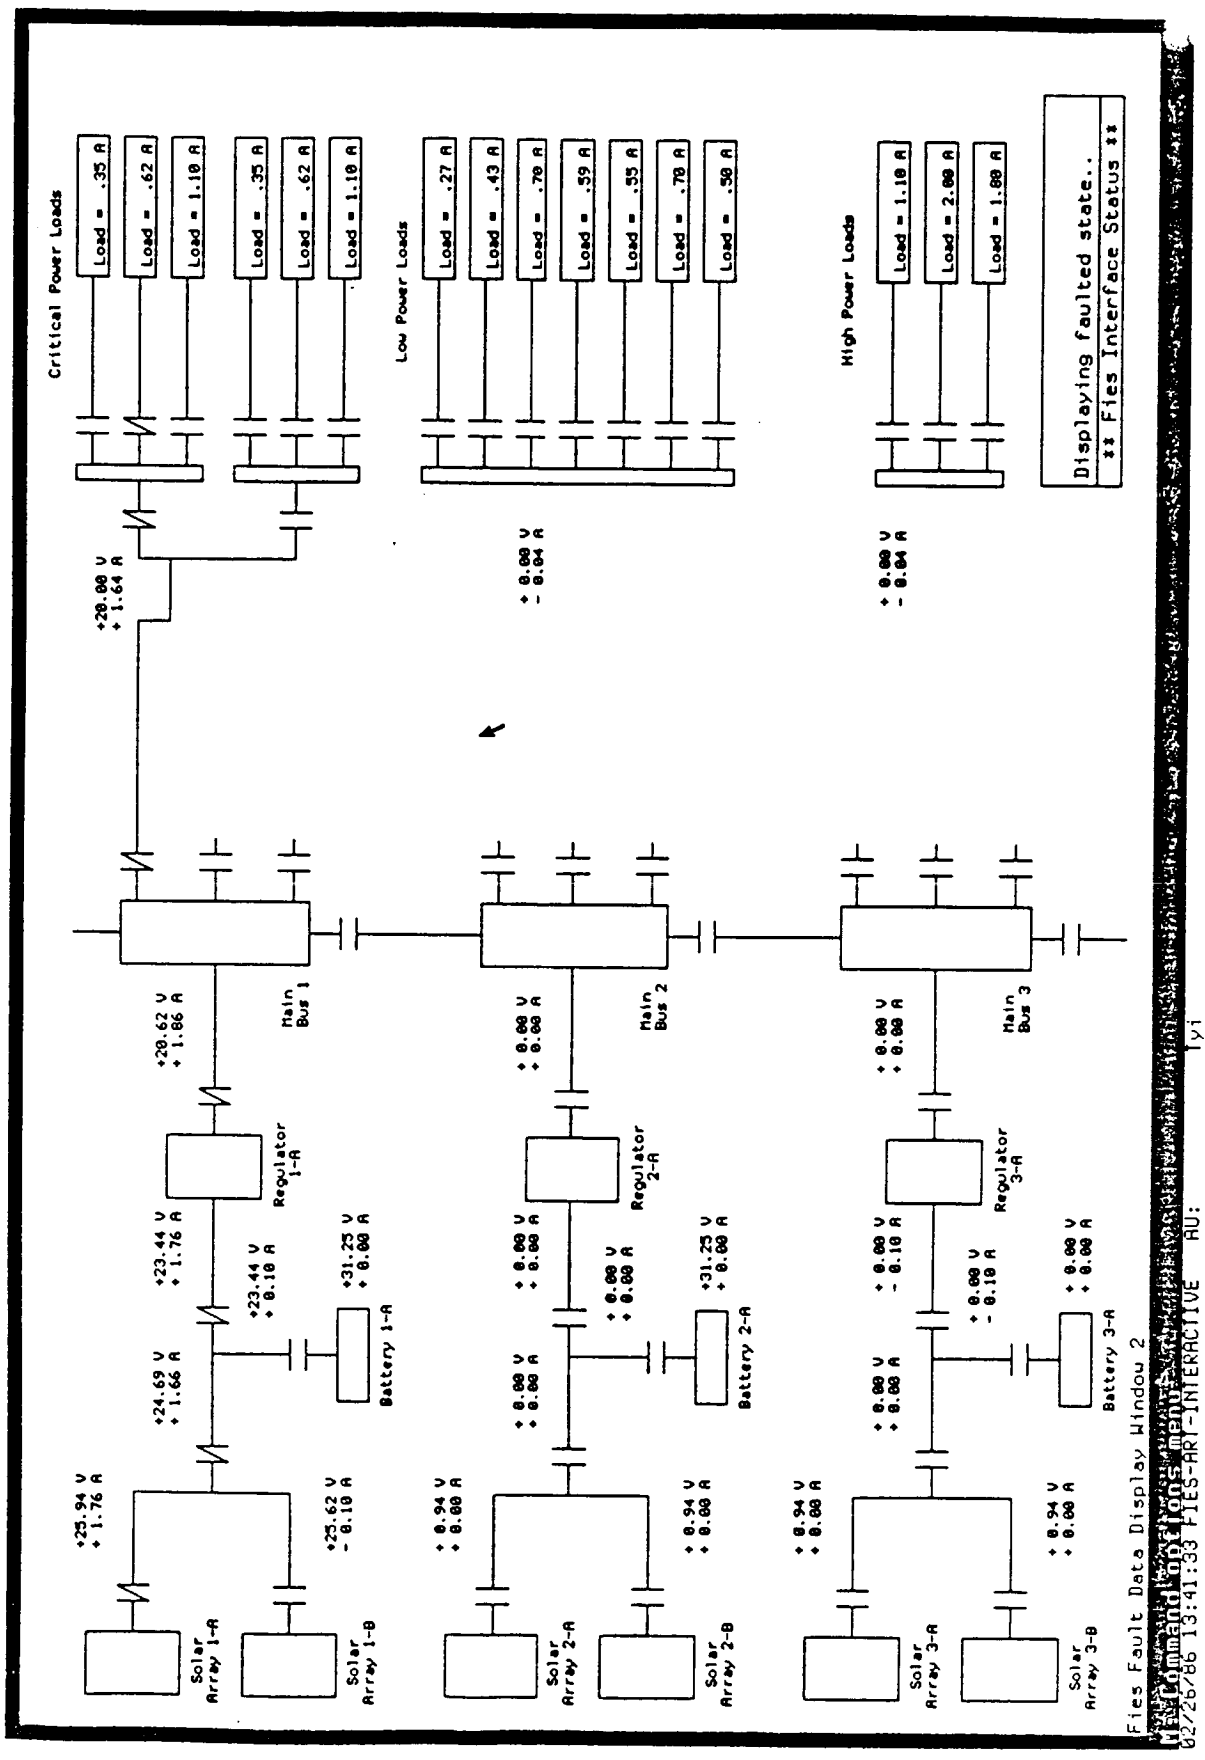 Critical Power Loads
Load = .35 A
Load = .62 A
Load = 1.10 A
Load = .35 A
Load = .62 A
Load = 1.10 A
Low Power Loads
Load = .27 A
Load = .43 A
Load = .70 A
Load = .59 A
Load = .55 A
Load = .70 A
Load = .50 A
High Power Loads
Load = 1.10 A
Load = 2.00 A
Load = 1.00 A
Displaying faulted state..
** Fies Interface Status **
+20.00 V
+ 1.64 A
+ 0.00 V
- 0.04 A
+ 0.00 V
- 0.04 A
Main
Bus 1
Main
Bus 2
Main
Bus 3
+20.62 V
+ 1.86 A
+ 0.00 V
+ 0.00 A
+ 0.00 V
+ 0.00 A
Regulator
1-A
Regulator
2-A
Regulator
3-A
+23.44 V
+ 1.76 A
+23.44 V
+ 0.10 A
+31.25 V
+ 0.00 A
+ 0.00 V
+ 0.00 A
+ 0.00 V
+ 0.00 A
+31.25 V
+ 0.00 A
+ 0.00 V
- 0.10 A
+ 0.00 V
- 0.10 A
+ 0.00 V
+ 0.00 A
Battery 1-A
Battery 2-A
Battery 3-A
+24.69 V
+ 1.66 A
+ 0.00 V
+ 0.00 A
+ 0.00 V
+ 0.00 A
+25.94 V
+ 1.76 A
+25.62 V
- 0.10 A
+ 0.94 V
+ 0.00 A
+ 0.94 V
+ 0.00 A
+ 0.94 V
+ 0.00 A
+ 0.94 V
+ 0.00 A
Solar
Array 1-A
Solar
Array 1-B
Solar
Array 2-A
Solar
Array 2-B
Solar
Array 3-A
Solar
Array 3-B
Fies Fault Data Display Window 2
Command options menu
02/26/86 13:41:33 FIES-ART-INTERACTIVE AU: Tyi